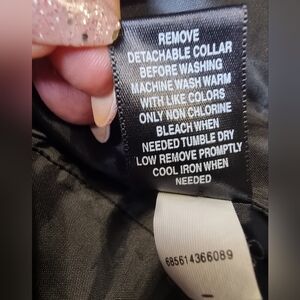 REMOVE
DETACHABLE COLLAR
BEFORE WASHING
MACHINE WASH WARM
WITH LIKE COLORS
ONLY NON CHLORINE
BLEACH WHEN
NEEDED TUMBLE DRY
LOW REMOVE PROMPTLY
COOL IRON WHEN
NEEDED
685614366089